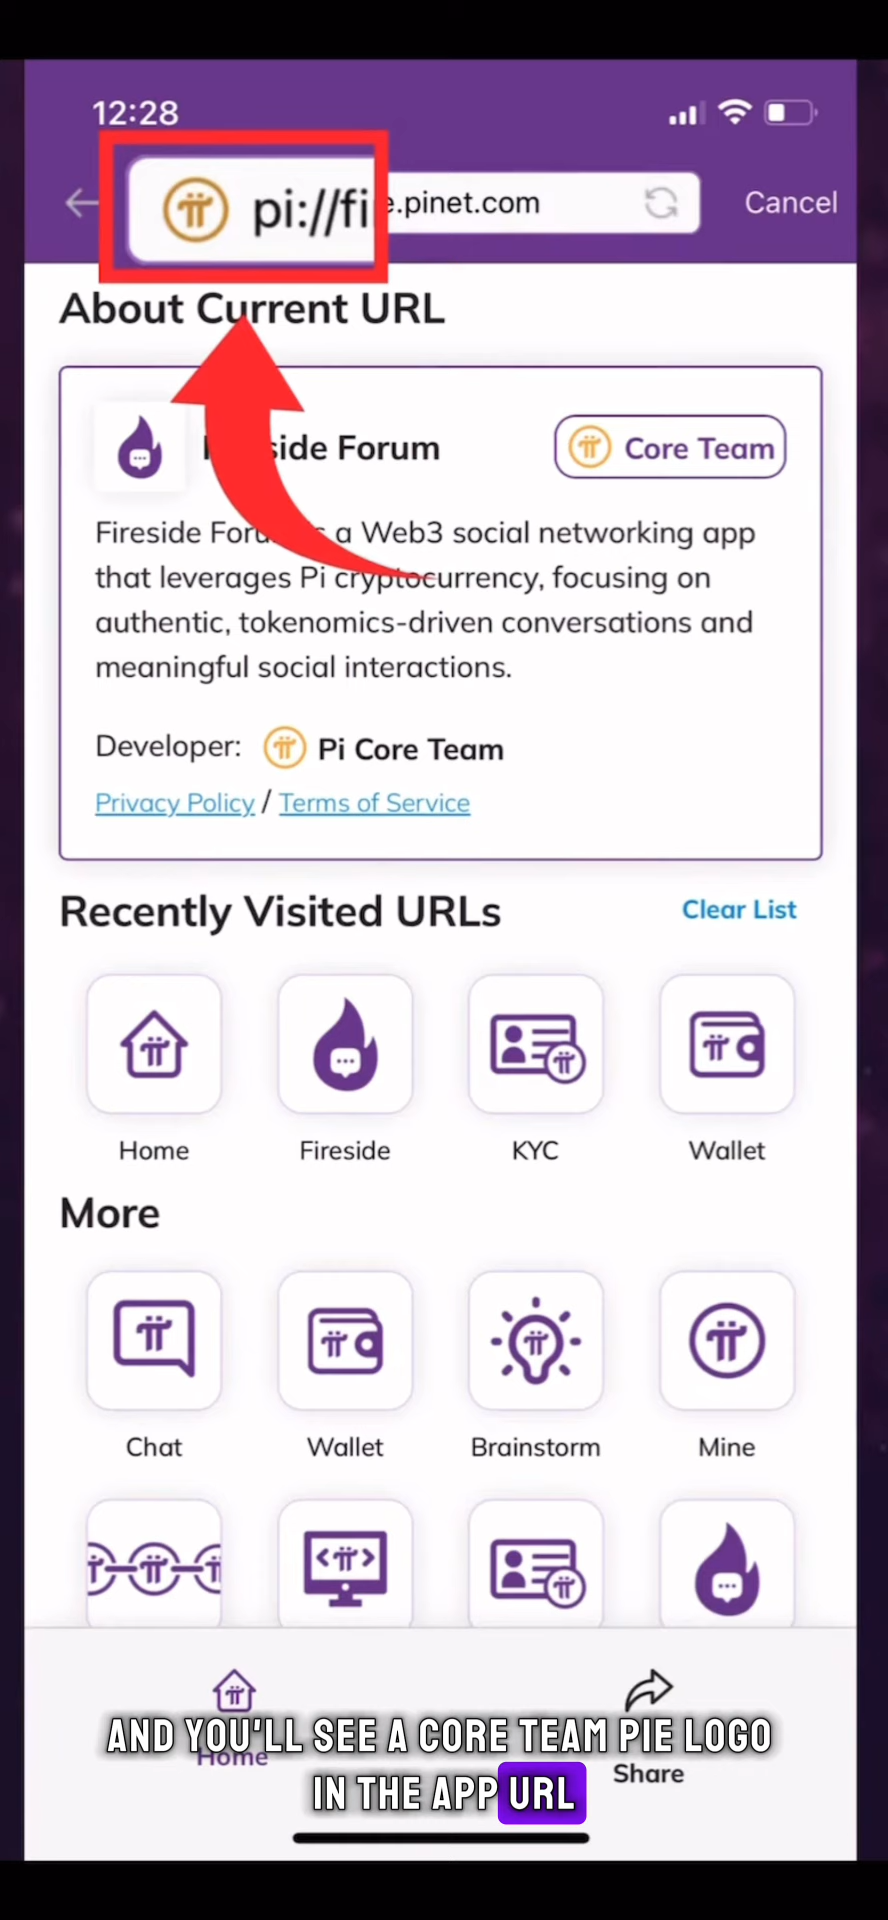 12:28
pi://fi e.pinet.com
Cancel
About Current URL
side Forum
Core Team
Fireside a Web3 social networking app
that leverages Pi cryptocurrency, focusing on
authentic, tokenomics-driven conversations and
meaningful social interactions.
Developer: Pi Core Team
Privacy Policy / Terms of Service
Recently Visited URLs
Clear List
Home
Fireside
KYC
Wallet
More
Chat
Wallet
Brainstorm
Mine
Home
Share
AND YOU'LL SEE A CORE TEAM PIE LOGO
IN THE APP URL